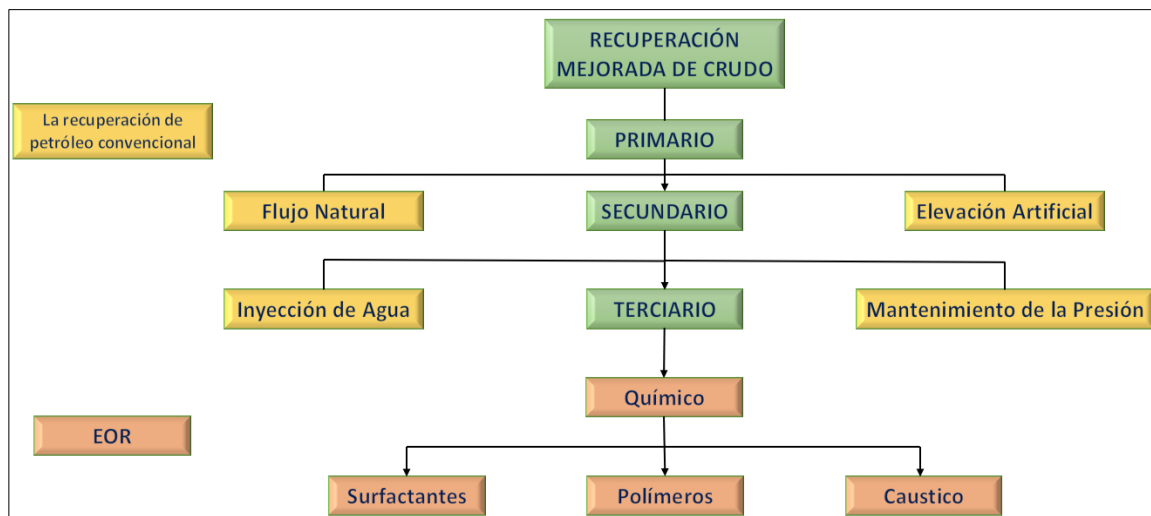 RECUPERACIÓN
MEJORADA DE CRUDO
La recuperación de
petróleo convencional
PRIMARIO
Flujo Natural
SECUNDARIO
Elevación Artificial
Inyección de Agua
TERCIARIO
Mantenimiento de la Presión
Químico
EOR
Surfactantes
Polímeros
Caustico